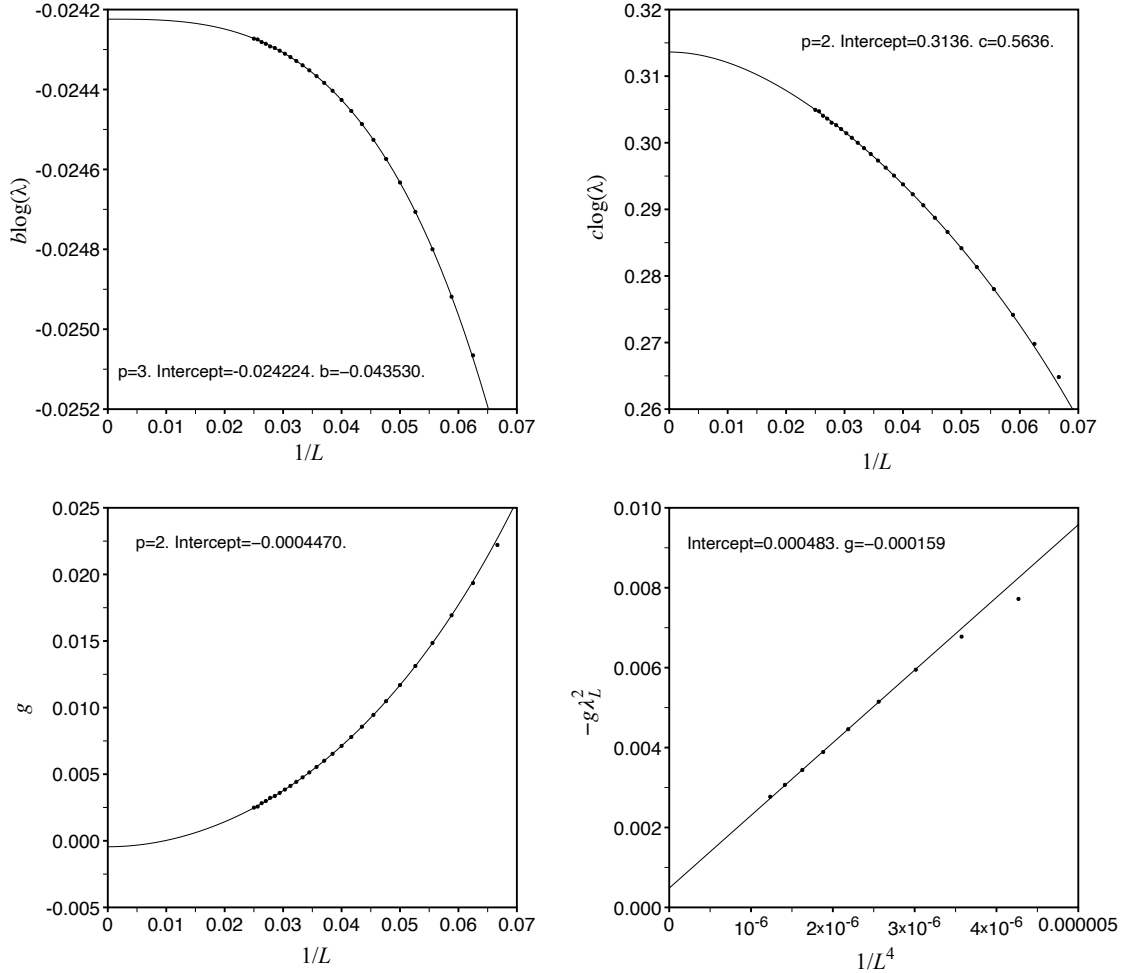 -0.0242
-0.0244
-0.0246
-0.0248
-0.0250
-0.0252
blog(λ)
p=3. Intercept=-0.024224. b=−0.043530.
0 0.01 0.02 0.03 0.04 0.05 0.06 0.07
1/L
0.32
0.31
0.30
0.29
0.28
0.27
0.26
clog(λ)
p=2. Intercept=0.3136. c=0.5636.
0 0.01 0.02 0.03 0.04 0.05 0.06 0.07
1/L
0.025
0.020
0.015
0.010
0.005
0.000
-0.005
g
p=2. Intercept=−0.0004470.
0 0.01 0.02 0.03 0.04 0.05 0.06 0.07
1/L
0.010
0.008
0.006
0.004
0.002
0.000
−gλ_L^2
Intercept=0.000483. g=−0.000159
0 10^-6 2x10^-6 3x10^-6 4x10^-6 0.000005
1/L^4